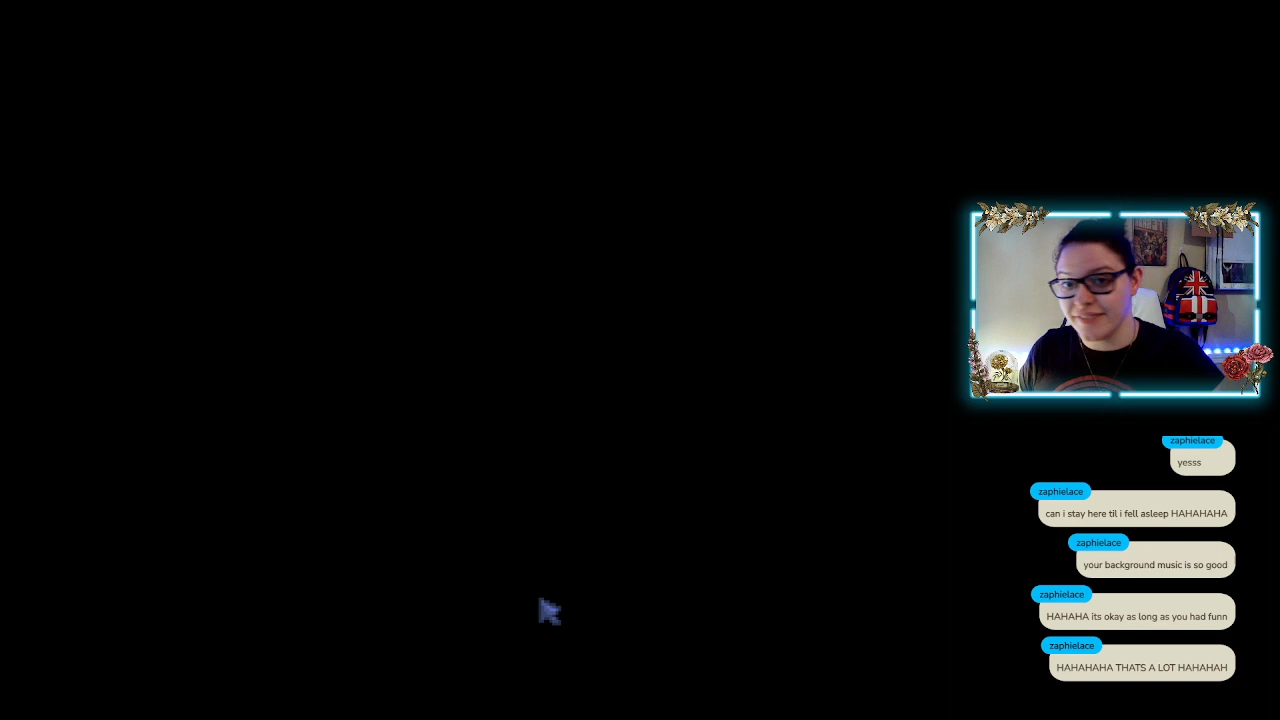 zaphielace
yesss
zaphielace
can i stay here til i fell asleep HAHAHAHA
zaphielace
your background music is so good
zaphielace
HAHAHA its okay as long as you had funn
zaphielace
HAHAHAHA THATS A LOT HAHAHAH